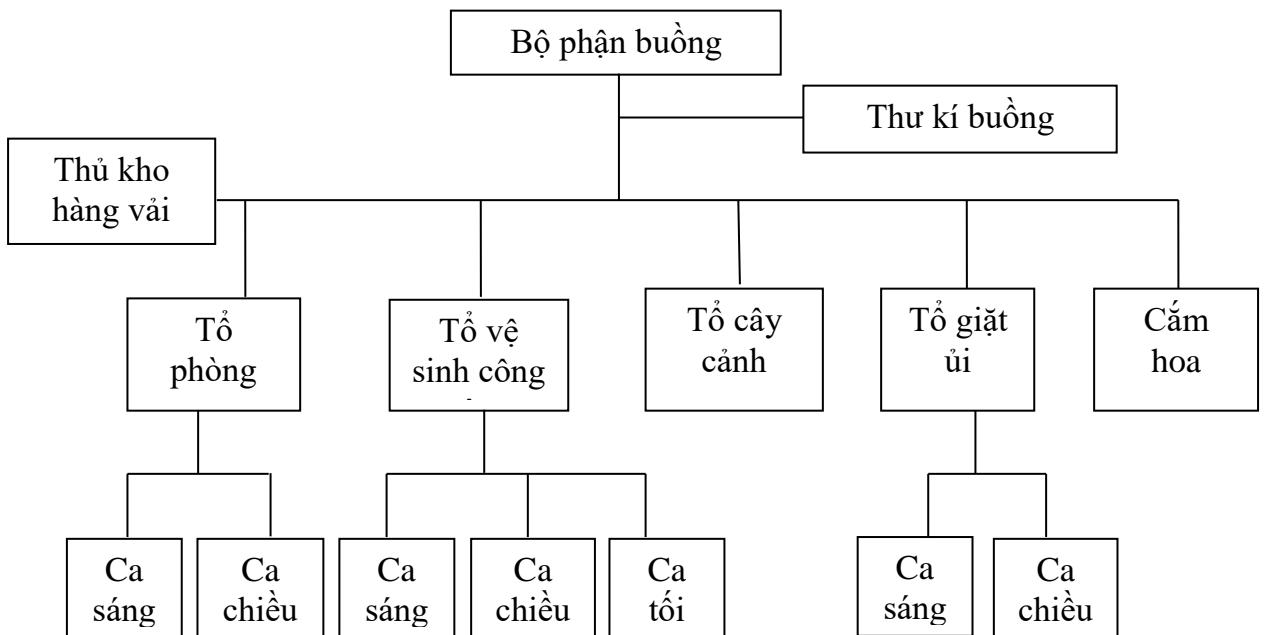 Bộ phận buồng
Thư kí buồng
Thủ kho
hàng vải
Tổ
phòng
Tổ vệ
sinh công
Tổ cây
cảnh
Tổ giặt
ủi
Cắm
hoa
Ca
sáng
Ca
chiều
Ca
sáng
Ca
chiều
Ca
tối
Ca
sáng
Ca
chiều